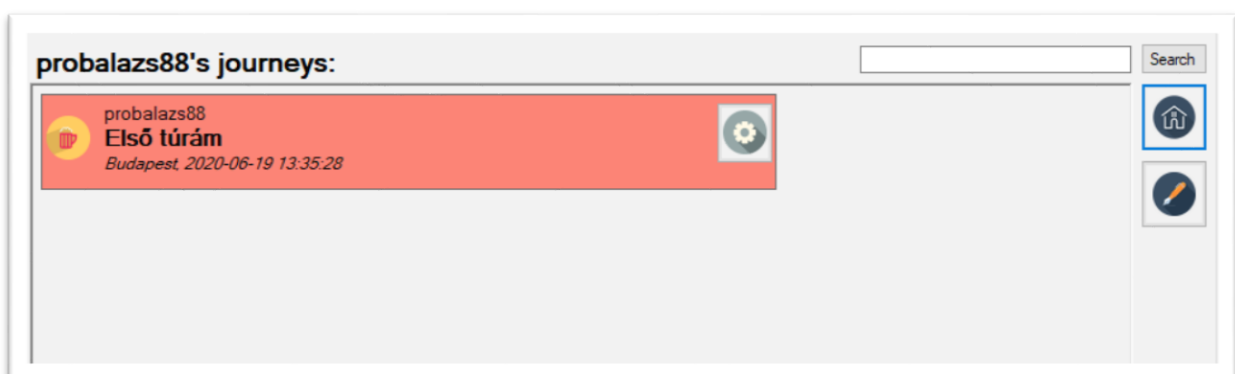 probalazs88's journeys:
Search
probalazs88
Első túrám
Budapest, 2020-06-19 13:35:28